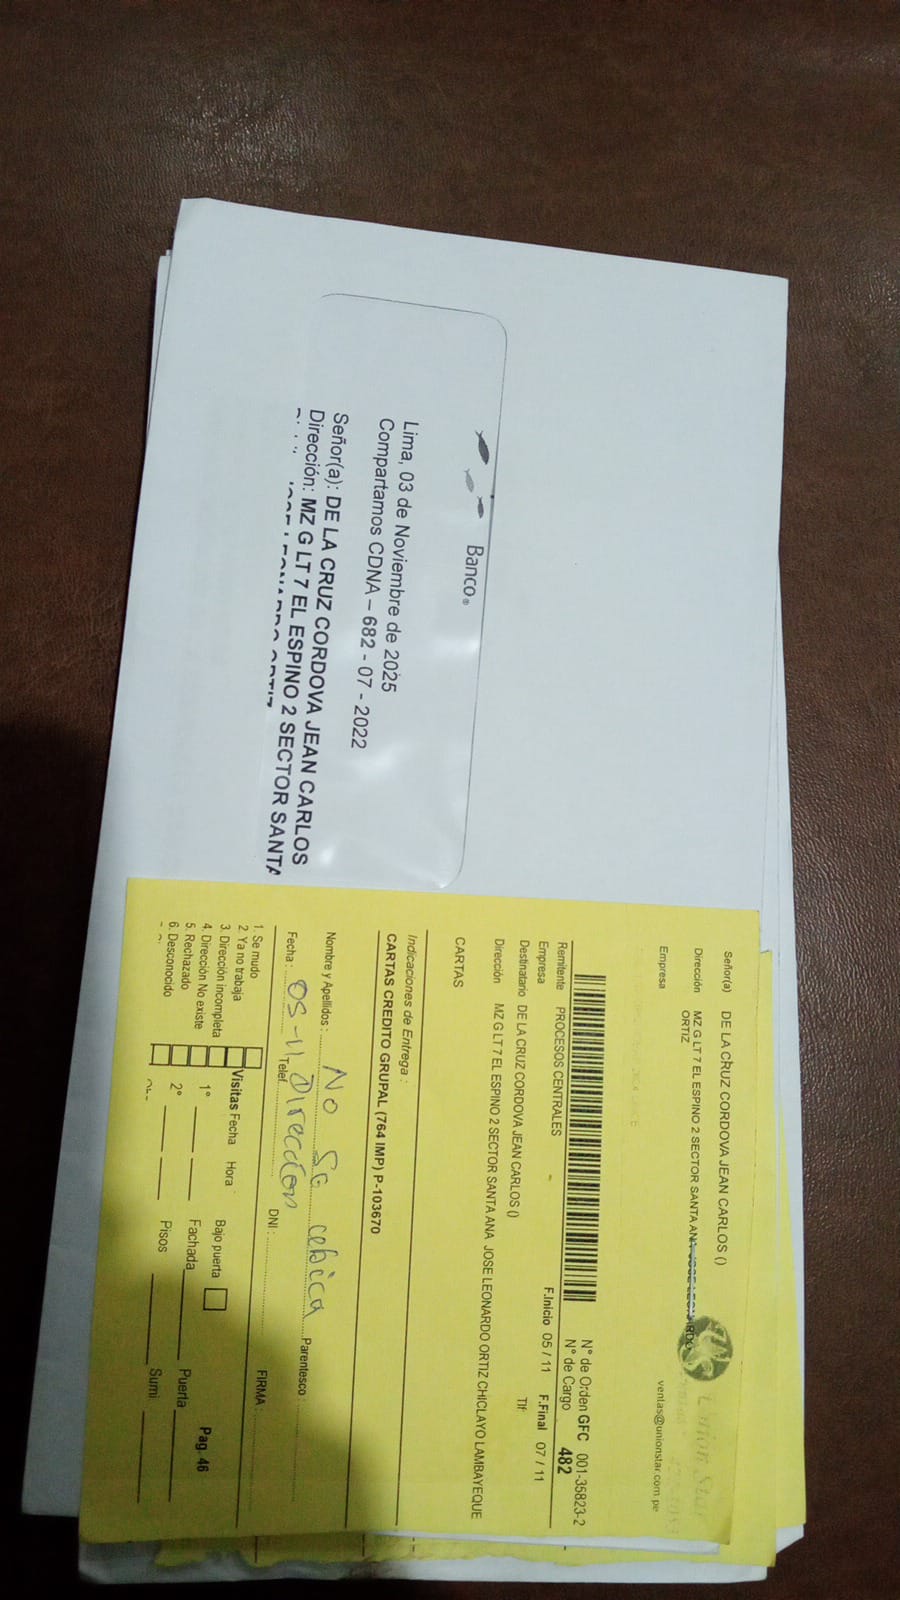 Banco®
Lima, 03 de Noviembre de 2025
Compartamos CDNA – 682 - 07 - 2022
Señor(a): DE LA CRUZ CORDOVA JEAN CARLOS
Dirección: MZ G LT 7 EL ESPINO 2 SECTOR SANTA
Señor(a) DE LA CRUZ CORDOVA JEAN CARLOS ()
Dirección MZ G LT 7 EL ESPINO 2 SECTOR SANTA ANA JOSE LEONARDO
ORTIZ
Empresa
Union Star
ventas@unionstar.com.pe
N° de Orden GFC 001-35823-2
N° de Cargo 482
Remitente PROCESOS CENTRALES -
F.Inicio 05 / 11 F.Final 07 / 11
Empresa
Tlf:
Destinatario DE LA CRUZ CORDOVA JEAN CARLOS ()
Dirección MZ G LT 7 EL ESPINO 2 SECTOR SANTA ANA JOSE LEONARDO ORTIZ CHICLAYO LAMBAYEQUE
CARTAS
Indicaciones de Entrega :
CARTAS CREDITO GRUPAL (764 IMP) P-103670
No Se cebica
Nombre y Apellidos : Parentesco :
Dirección
Fecha : 05-11 Telef. DNI : FIRMA :
1. Se mudo
2. Ya no trabaja
3. Dirección incompleta
4. Dirección No existe
5. Rechazado
6. Desconocido
Visitas Fecha Hora
1°
2°
Bajo puerta
Fachada Puerta
Pisos Sumi
Pag. 46